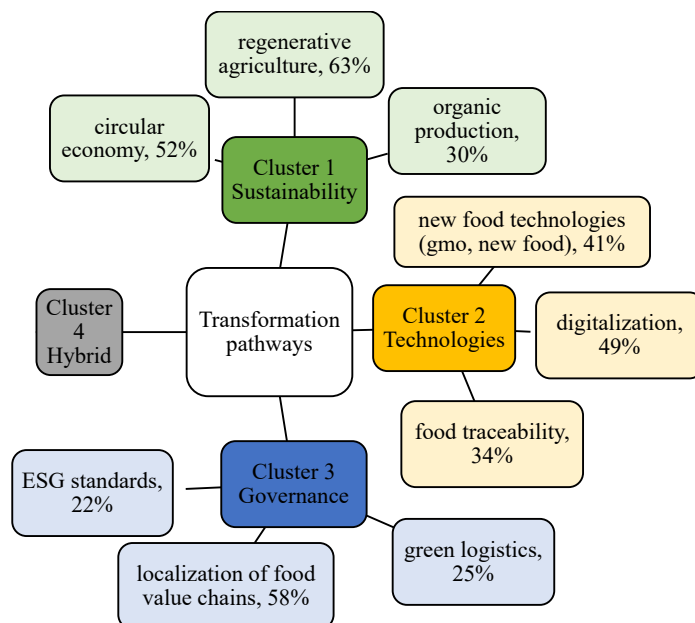 regenerative
agriculture, 63%
circular
economy, 52%
organic
production,
30%
Cluster 1
Sustainability
new food technologies
(gmo, new food), 41%
Cluster
4
Hybrid
Transformation
pathways
Cluster 2
Technologies
digitalization,
49%
food traceability,
34%
ESG standards,
22%
Cluster 3
Governance
localization of food
value chains, 58%
green logistics,
25%